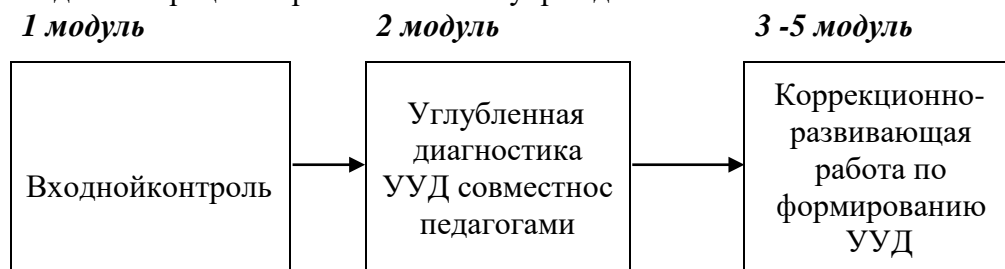 1 модуль 2 модуль 3 -5 модуль
Входнойконтроль
Углубленная
диагностика
УУД совместнос
педагогами
Коррекционно-
развивающая
работа по
формированию
УУД